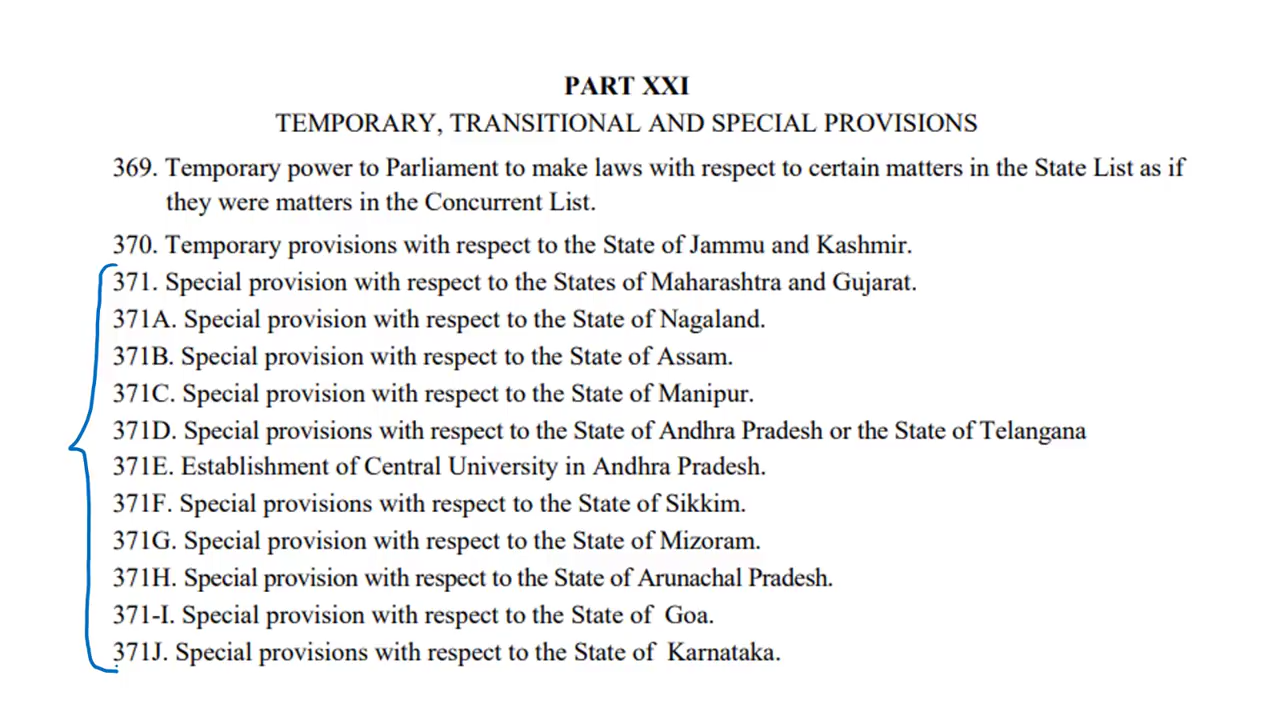 PART XXI
TEMPORARY, TRANSITIONAL AND SPECIAL PROVISIONS
369. Temporary power to Parliament to make laws with respect to certain matters in the State List as if
they were matters in the Concurrent List.
370. Temporary provisions with respect to the State of Jammu and Kashmir.
371. Special provision with respect to the States of Maharashtra and Gujarat.
371A. Special provision with respect to the State of Nagaland.
371B. Special provision with respect to the State of Assam.
371C. Special provision with respect to the State of Manipur.
371D. Special provisions with respect to the State of Andhra Pradesh or the State of Telangana
371E. Establishment of Central University in Andhra Pradesh.
371F. Special provisions with respect to the State of Sikkim.
371G. Special provision with respect to the State of Mizoram.
371H. Special provision with respect to the State of Arunachal Pradesh.
371-I. Special provision with respect to the State of Goa.
371J. Special provisions with respect to the State of Karnataka.